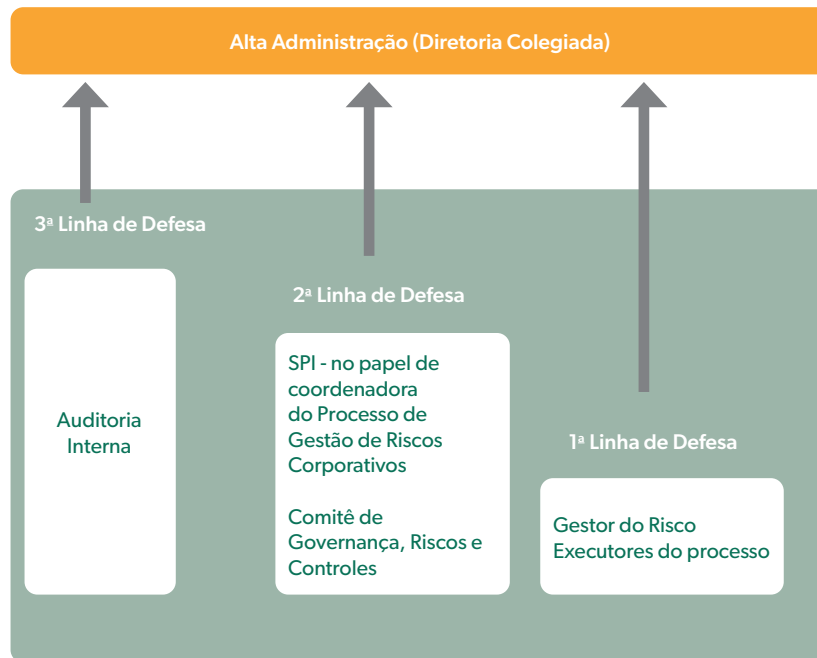 Alta Administração (Diretoria Colegiada)
3ª Linha de Defesa
Auditoria
Interna
2ª Linha de Defesa
SPI - no papel de
coordenadora
do Processo de
Gestão de Riscos
Corporativos
Comitê de
Governança, Riscos e
Controles
1ª Linha de Defesa
Gestor do Risco
Executores do processo